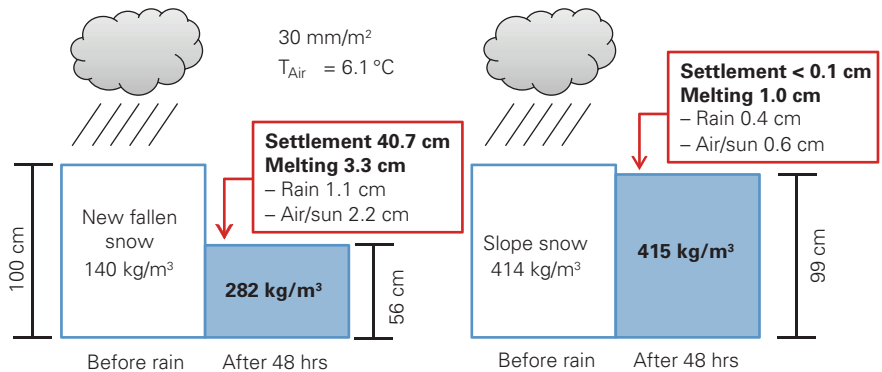 30 mm/m²
T_Air = 6.1 °C
Settlement 40.7 cm
Melting 3.3 cm
– Rain 1.1 cm
– Air/sun 2.2 cm
100 cm
New fallen
snow
140 kg/m³
282 kg/m³
56 cm
Before rain
After 48 hrs
Settlement < 0.1 cm
Melting 1.0 cm
– Rain 0.4 cm
– Air/sun 0.6 cm
Slope snow
414 kg/m³
415 kg/m³
99 cm
Before rain
After 48 hrs